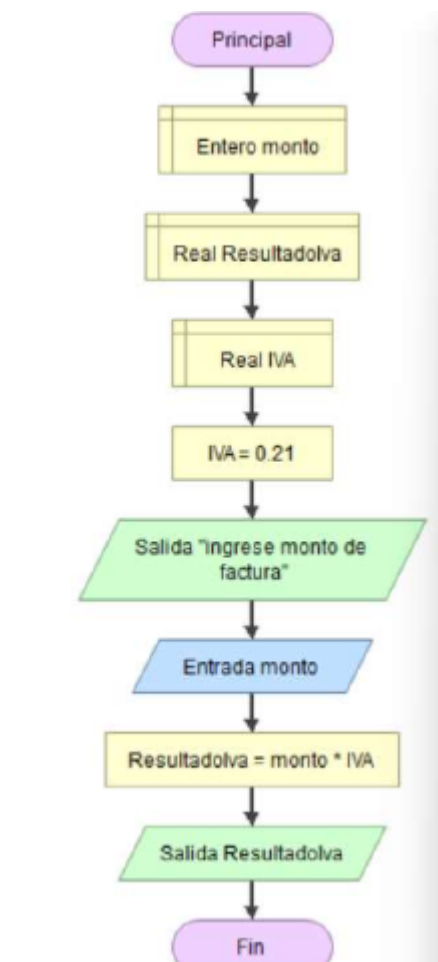 Principal
Entero monto
Real ResultadoIva
Real IVA
IVA = 0.21
Salida "ingrese monto de
factura"
Entrada monto
ResultadoIva = monto * IVA
Salida ResultadoIva
Fin